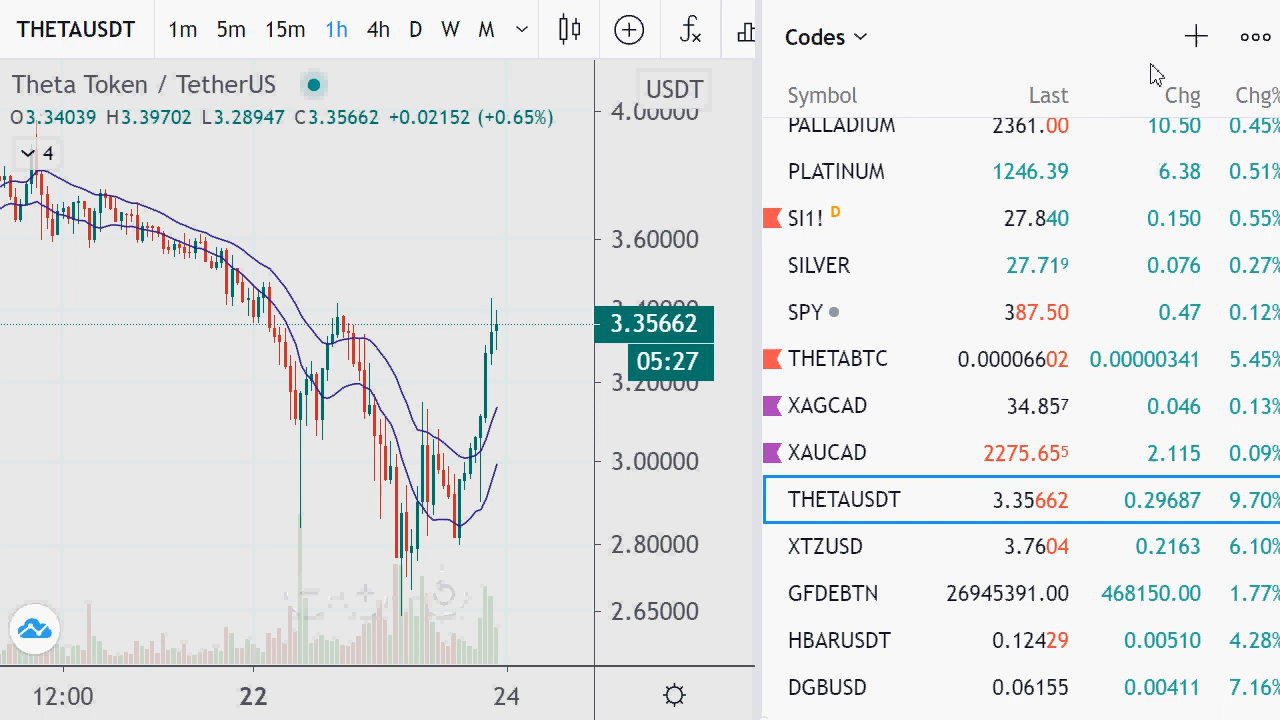 THETAUSDT 1m 5m 15m 1h 4h D W M
Theta Token / TetherUS
USDT
O3.34039 H3.39702 L3.28947 C3.35662 +0.02152 (+0.65%)
4
4.00000
3.60000
3.40000
3.35662
05:27
3.20000
3.00000
2.80000
2.65000
12:00 22 24
Codes
Symbol Last Chg Chg%
PALLADIUM 2361.00 10.50 0.45%
PLATINUM 1246.39 6.38 0.51%
SI1! D 27.840 0.150 0.55%
SILVER 27.719 0.076 0.27%
SPY 387.50 0.47 0.12%
THETABTC 0.00006602 0.00000341 5.45%
XAGCAD 34.857 0.046 0.13%
XAUCAD 2275.655 2.115 0.09%
THETAUSDT 3.35662 0.29687 9.70%
XTZUSD 3.7604 0.2163 6.10%
GFDEBTN 26945391.00 468150.00 1.77%
HBARUSDT 0.12429 0.00510 4.28%
DGBUSD 0.06155 0.00411 7.16%